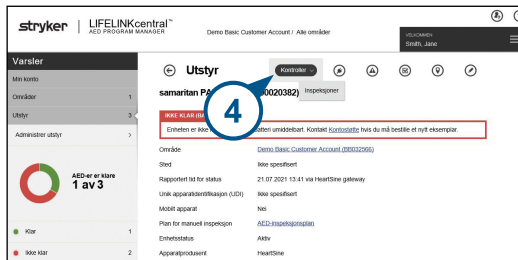 stryker
LIFELINKcentral™
AED PROGRAM MANAGER
Demo Basic Customer Account / Alle områder
VELKOMMEN
Smith, Jane
Varsler
Min konto
Områder 1
Utstyr 3
Administrer utstyr
AED-er er klare
1 av 3
Klar 1
Ikke klar 2
Utstyr
Kontroller
Inspeksjoner
samaritan PA 00020382)
4
IKKE KLAR (BA
Enheten er ikke atteri umiddelbart. Kontakt Kontostøtte hvis du må bestille et nytt eksemplar.
Område Demo Basic Customer Account (BB032566)
Sted Ikke spesifisert
Rapportert tid for status 21.07.2021 13:41 via HeartSine gateway
Unik apparatidentifikasjon (UDI) Ikke spesifisert
Mobilt apparat Nei
Plan for manuell inspeksjon AED-inspeksjonsplan
Enhetsstatus Aktiv
Apparatprodusent HeartSine